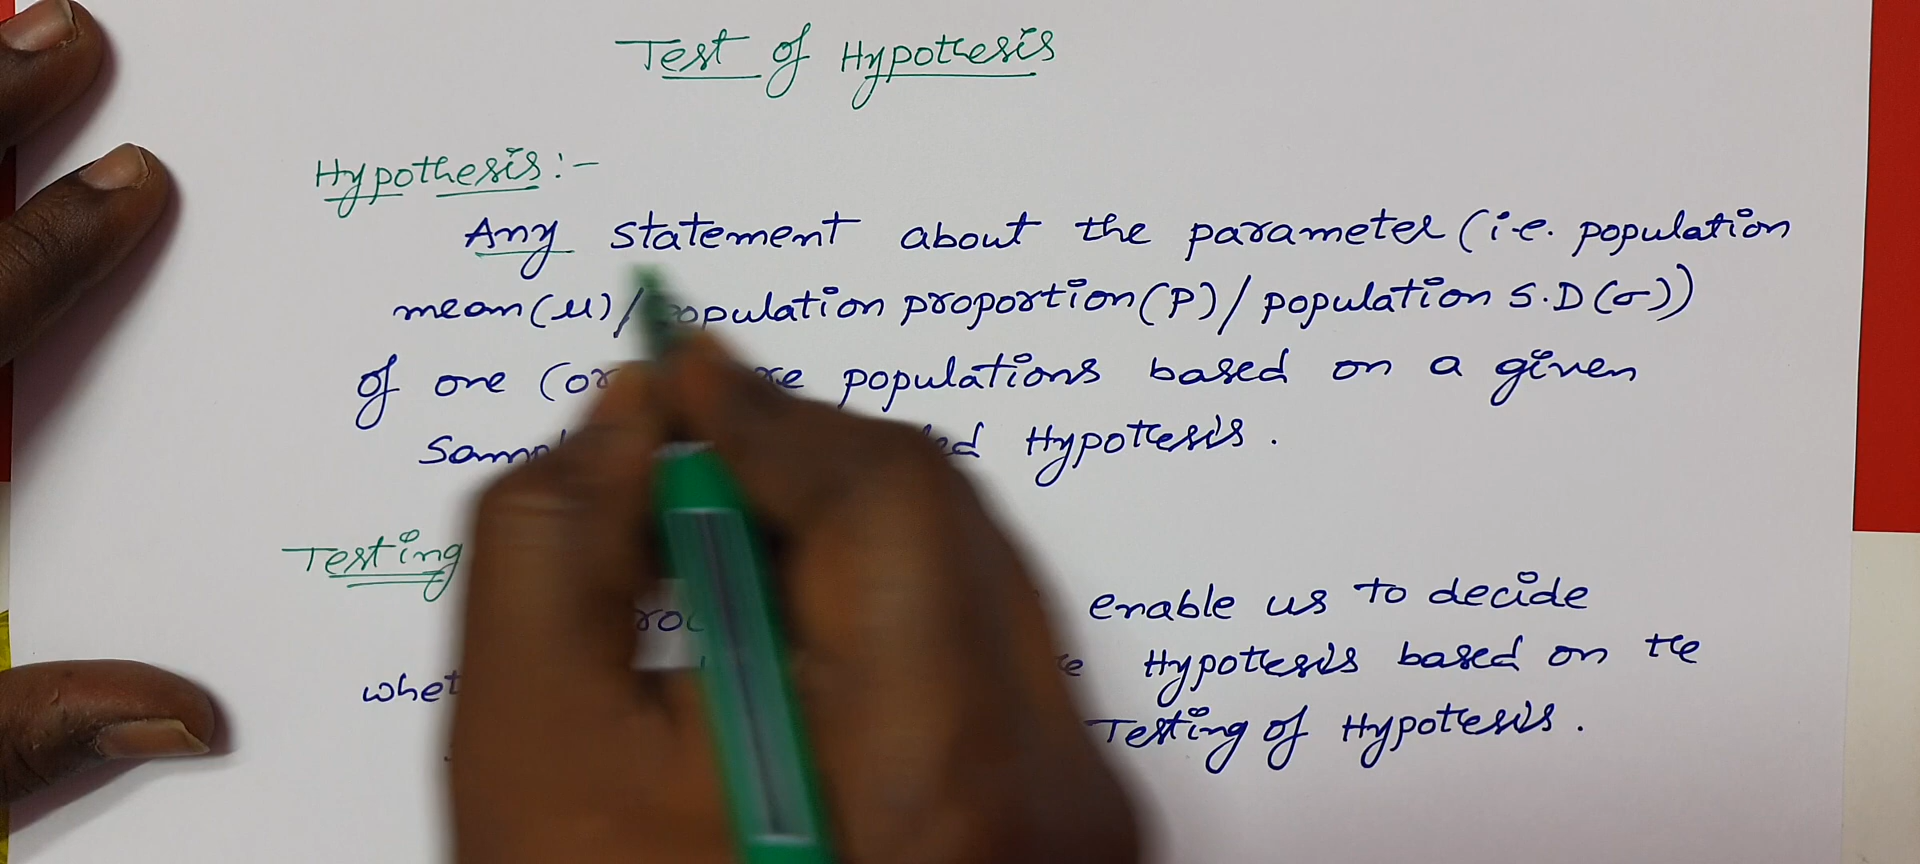 Test of Hypothesis
Hypothesis:-
Any statement about the parameter (i.e. population
mean(μ)/population proportion(P)/population S.D(σ))
of one (or populations based on a given
Hypothesis.
Testing
enable us to decide
Hypothesis based on the
Testing of Hypothesis.